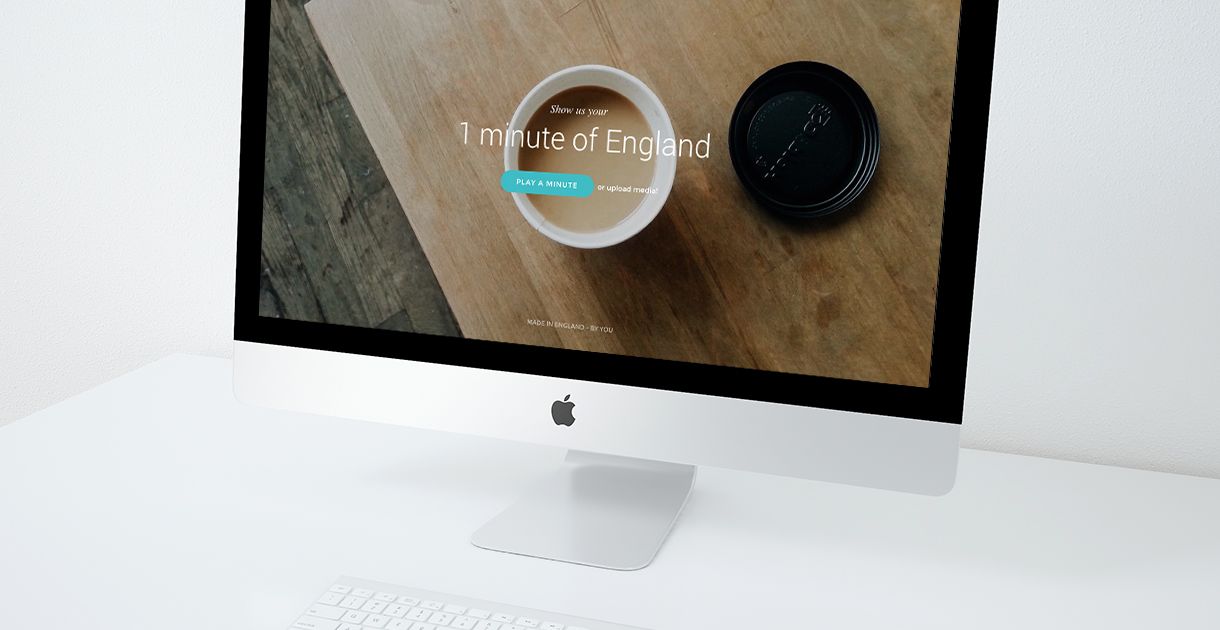 Show us your
1 minute of England
PLAY A MINUTE or upload media!
MADE IN ENGLAND - BY YOU